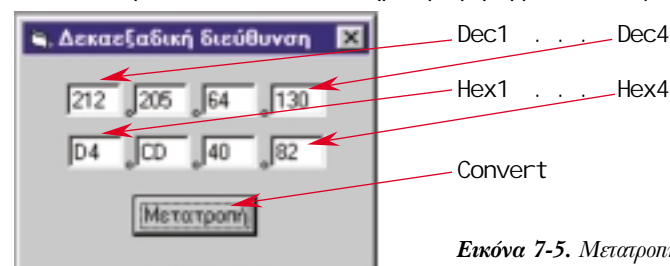 Δεκαεξαδική διεύθυνση
Dec1 . . . Dec4
212 205 64 130
Hex1 . . . Hex4
D4 CD 40 82
Convert
Μετατροπή
Εικόνα 7-5.